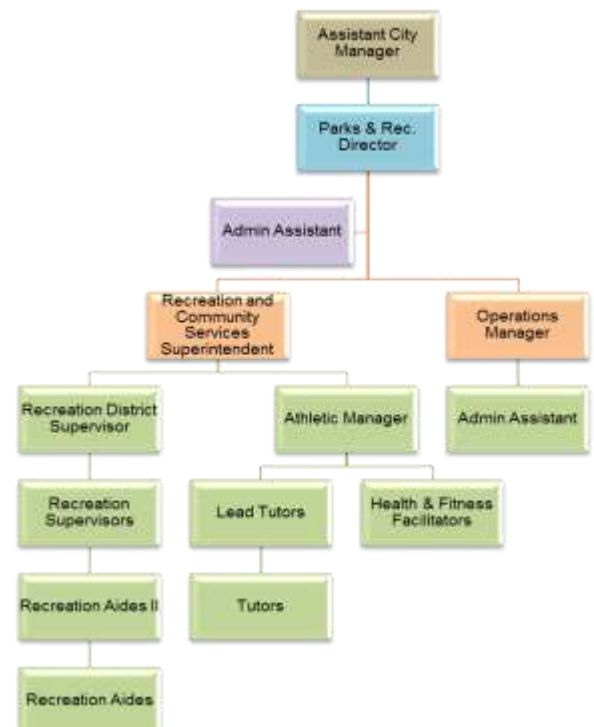 Assistant City
Manager
Parks & Rec.
Director
Admin Assistant
Recreation and
Community
Services
Superintendent
Operations
Manager
Recreation District
Supervisor
Athletic Manager
Admin Assistant
Recreation
Supervisors
Lead Tutors
Health & Fitness
Facilitators
Recreation Aides II
Tutors
Recreation Aides